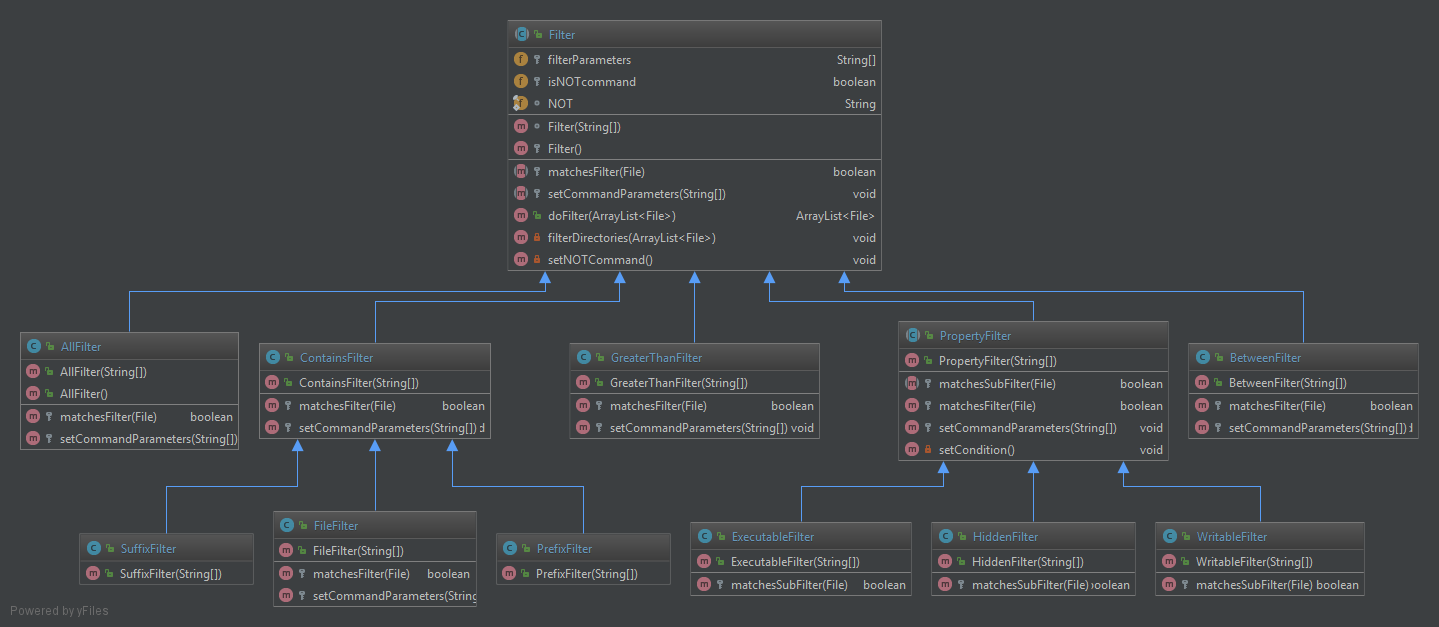 Filter
filterParameters String[]
isNOTcommand boolean
NOT String
Filter(String[])
Filter()
matchesFilter(File) boolean
setCommandParameters(String[]) void
doFilter(ArrayList<File>) ArrayList<File>
filterDirectories(ArrayList<File>) void
setNOTCommand() void
AllFilter
AllFilter(String[])
AllFilter()
matchesFilter(File) boolean
setCommandParameters(String[])
ContainsFilter
ContainsFilter(String[])
matchesFilter(File) boolean
setCommandParameters(String[])
GreaterThanFilter
GreaterThanFilter(String[])
matchesFilter(File) boolean
setCommandParameters(String[]) void
PropertyFilter
PropertyFilter(String[])
matchesSubFilter(File) boolean
matchesFilter(File) boolean
setCommandParameters(String[]) void
setCondition() void
BetweenFilter
BetweenFilter(String[])
matchesFilter(File) boolean
setCommandParameters(String[])
SuffixFilter
SuffixFilter(String[])
FileFilter
FileFilter(String[])
matchesFilter(File) boolean
setCommandParameters(String
PrefixFilter
PrefixFilter(String[])
ExecutableFilter
ExecutableFilter(String[])
matchesSubFilter(File) boolean
HiddenFilter
HiddenFilter(String[])
matchesSubFilter(File) boolean
WritableFilter
WritableFilter(String[])
matchesSubFilter(File) boolean
Powered by yFiles